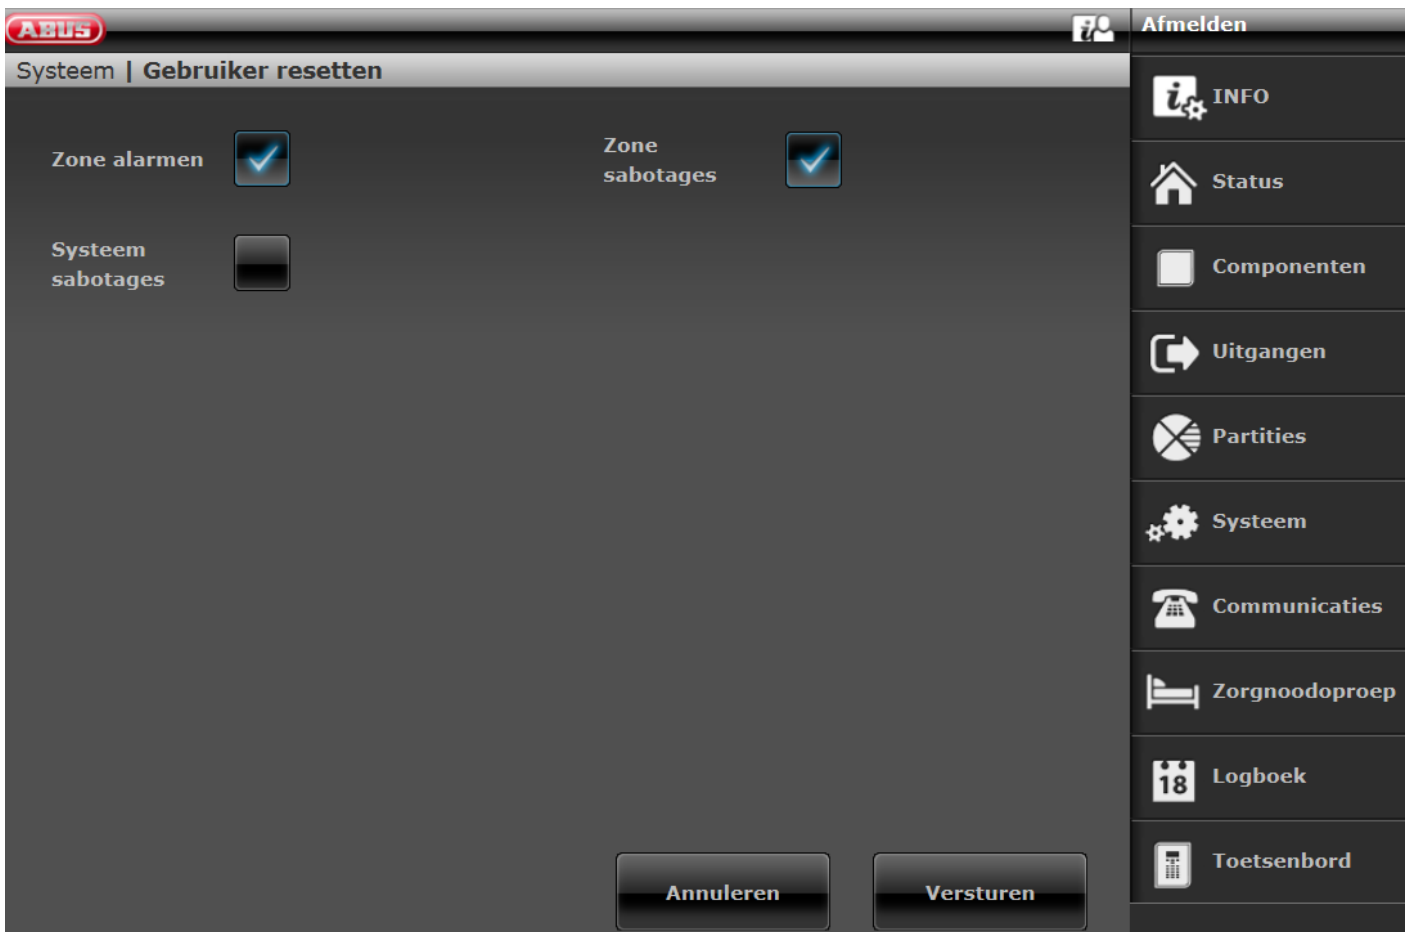 ABUS
Afmelden
Systeem | Gebruiker resetten
Zone alarmen
Zone
sabotages
Systeem
sabotages
Annuleren
Versturen
INFO
Status
Componenten
Uitgangen
Partities
Systeem
Communicaties
Zorgnoodoproep
18
Logboek
Toetsenbord